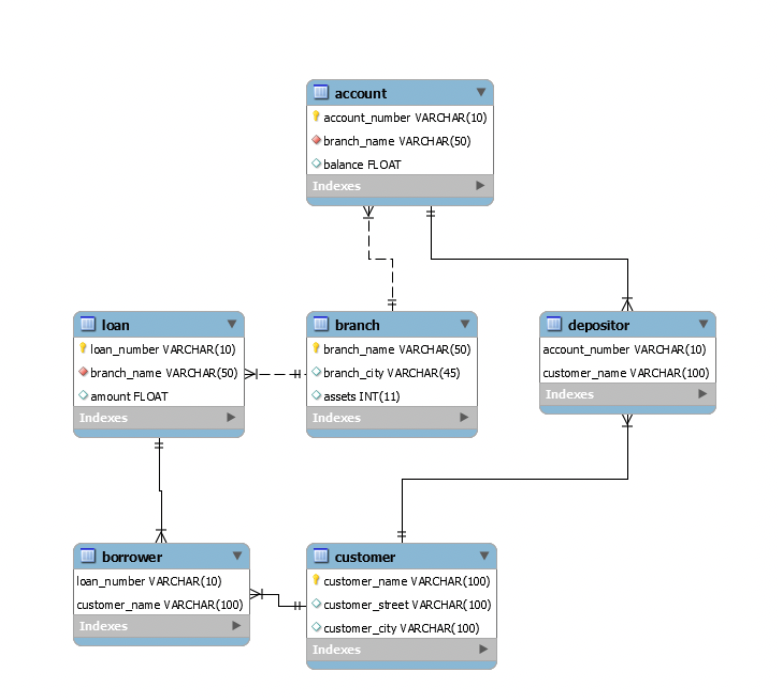 account
account_number VARCHAR(10)
branch_name VARCHAR(50)
balance FLOAT
Indexes
loan
loan_number VARCHAR(10)
branch_name VARCHAR(50)
amount FLOAT
Indexes
branch
branch_name VARCHAR(50)
branch_city VARCHAR(45)
assets INT(11)
Indexes
depositor
account_number VARCHAR(10)
customer_name VARCHAR(100)
Indexes
borrower
loan_number VARCHAR(10)
customer_name VARCHAR(100)
Indexes
customer
customer_name VARCHAR(100)
customer_street VARCHAR(100)
customer_city VARCHAR(100)
Indexes